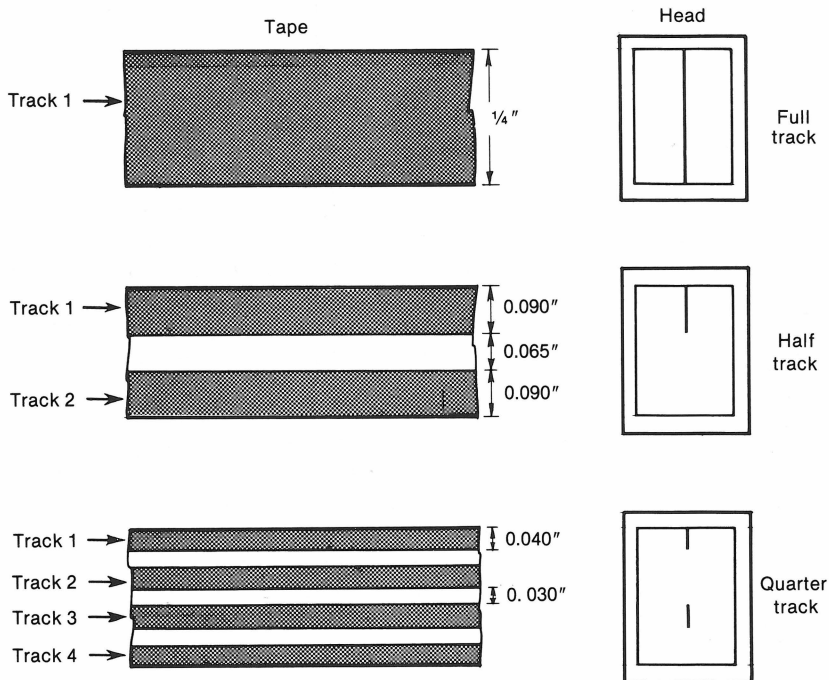 Tape
Head
Track 1
¼"
Full
track
Track 1
0.090"
0.065"
Track 2
0.090"
Half
track
Track 1
0.040"
Track 2
0. 030"
Track 3
Track 4
Quarter
track